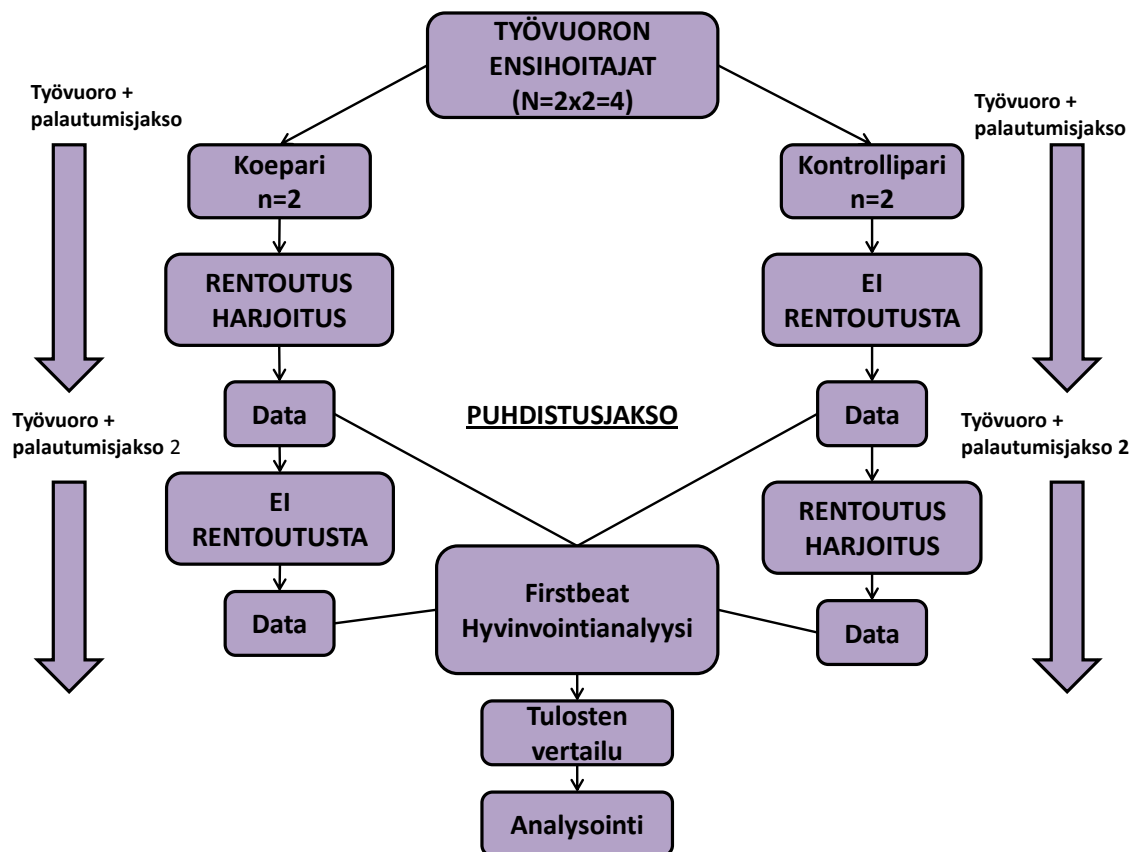 TYÖVUORON
ENSIHOITAJAT
(N=2x2=4)
Työvuoro +
palautumisjakso
Työvuoro +
palautumisjakso
Koepari
n=2
Kontrollipari
n=2
RENTOUTUS
HARJOITUS
EI
RENTOUTUSTA
Data
PUHDISTUSJAKSO
Data
Työvuoro +
palautumisjakso 2
Työvuoro +
palautumisjakso 2
EI
RENTOUTUSTA
RENTOUTUS
HARJOITUS
Data
Firstbeat
Hyvinvointianalyysi
Data
Tulosten
vertailu
Analysointi